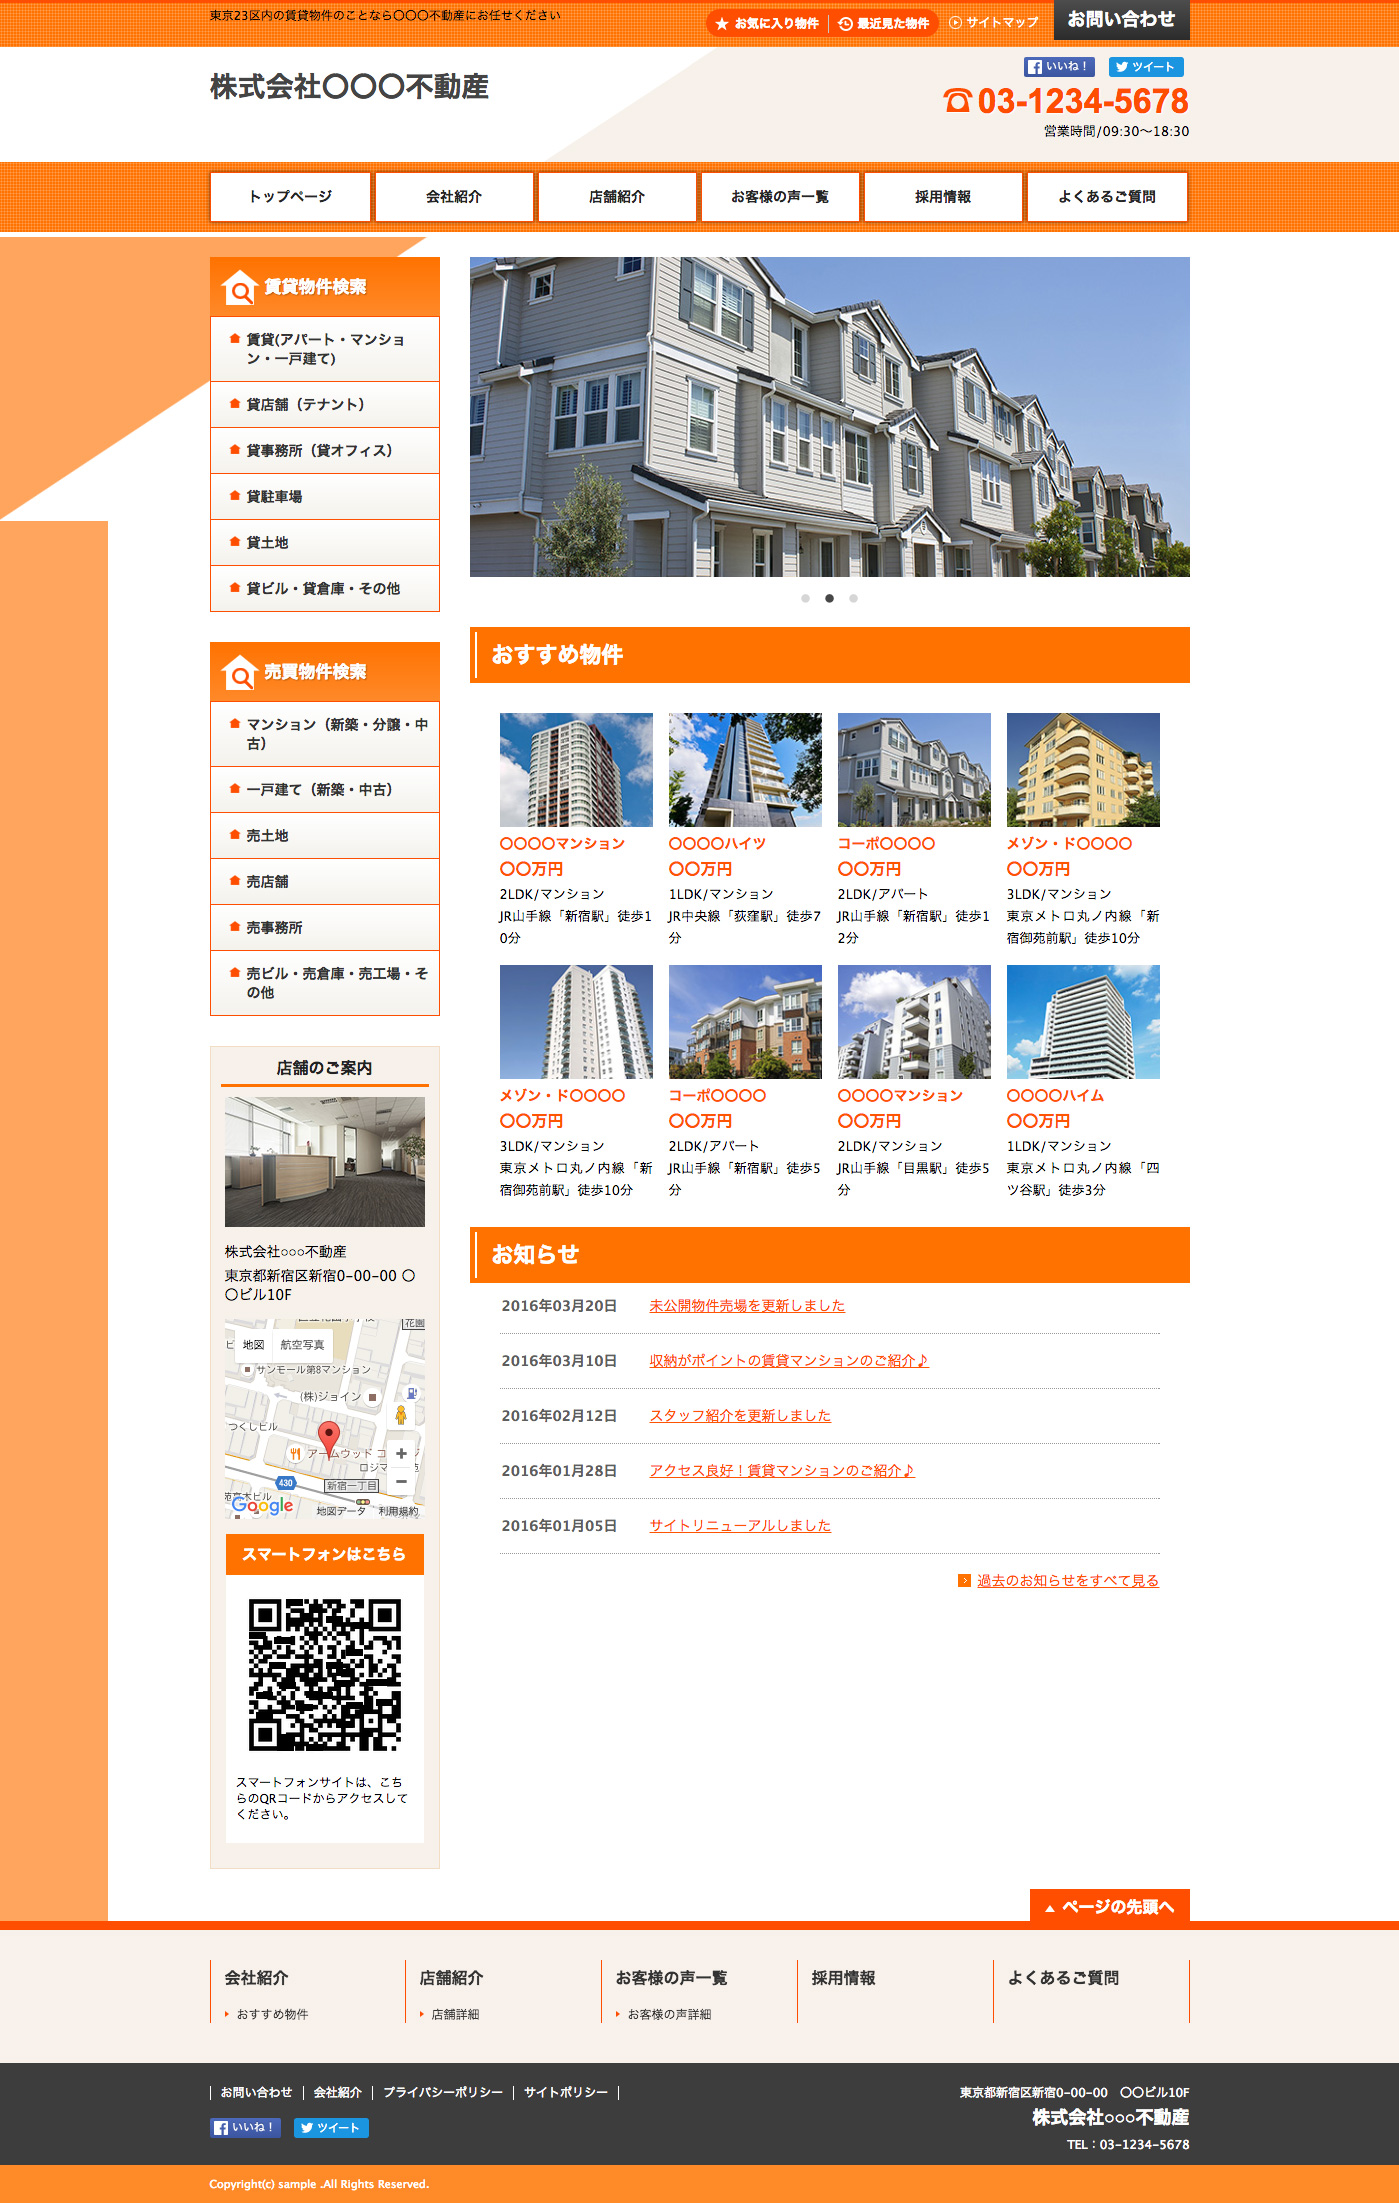 東京23区内の賃貸物件のことなら〇〇〇不動産にお任せください
お気に入り物件
最近見た物件
サイトマップ
お問い合わせ
株式会社〇〇〇不動産
いいね！
ツイート
03-1234-5678
営業時間/09:30～18:30
トップページ
会社紹介
店舗紹介
お客様の声一覧
採用情報
よくあるご質問
賃貸物件検索
賃貸(アパート・マンショ
ン・一戸建て)
貸店舗（テナント）
貸事務所（貸オフィス）
貸駐車場
貸土地
貸ビル・貸倉庫・その他
売買物件検索
マンション（新築・分譲・中
古）
一戸建て（新築・中古）
売土地
売店舗
売事務所
売ビル・売倉庫・売工場・そ
の他
店舗のご案内
株式会社○○○不動産
東京都新宿区新宿0-00-00 〇
〇ビル10F
花園
地図
航空写真
サンモール第8マンション
(株)ジョイン
つくしビル
アームウッド コ
ロジマ
430
新宿一丁目
Google
地図データ
利用規約
スマートフォンはこちら
スマートフォンサイトは、こち
らのQRコードからアクセスして
ください。
おすすめ物件
〇〇〇〇マンション
〇〇万円
2LDK/マンション
JR山手線「新宿駅」徒歩1
0分
〇〇〇〇ハイツ
〇〇万円
1LDK/マンション
JR中央線「荻窪駅」徒歩7
分
コーポ〇〇〇〇
〇〇万円
2LDK/アパート
JR山手線「新宿駅」徒歩1
2分
メゾン・ド〇〇〇〇
〇〇万円
3LDK/マンション
東京メトロ丸ノ内線「新
宿御苑前駅」徒歩10分
メゾン・ド〇〇〇〇
〇〇万円
3LDK/マンション
東京メトロ丸ノ内線「新
宿御苑前駅」徒歩10分
コーポ〇〇〇〇
〇〇万円
2LDK/アパート
JR山手線「新宿駅」徒歩5
分
〇〇〇〇マンション
〇〇万円
2LDK/マンション
JR山手線「目黒駅」徒歩5
分
〇〇〇〇ハイム
〇〇万円
1LDK/マンション
東京メトロ丸ノ内線「四
ツ谷駅」徒歩3分
お知らせ
2016年03月20日 未公開物件売場を更新しました
2016年03月10日 収納がポイントの賃貸マンションのご紹介♪
2016年02月12日 スタッフ紹介を更新しました
2016年01月28日 アクセス良好！賃貸マンションのご紹介♪
2016年01月05日 サイトリニューアルしました
過去のお知らせをすべて見る
ページの先頭へ
会社紹介
おすすめ物件
店舗紹介
店舗詳細
お客様の声一覧
お客様の声詳細
採用情報
よくあるご質問
お問い合わせ
会社紹介
プライバシーポリシー
サイトポリシー
いいね！
ツイート
東京都新宿区新宿0-00-00　〇〇ビル10F
株式会社○○○不動産
TEL：03-1234-5678
Copyright(c) sample .All Rights Reserved.